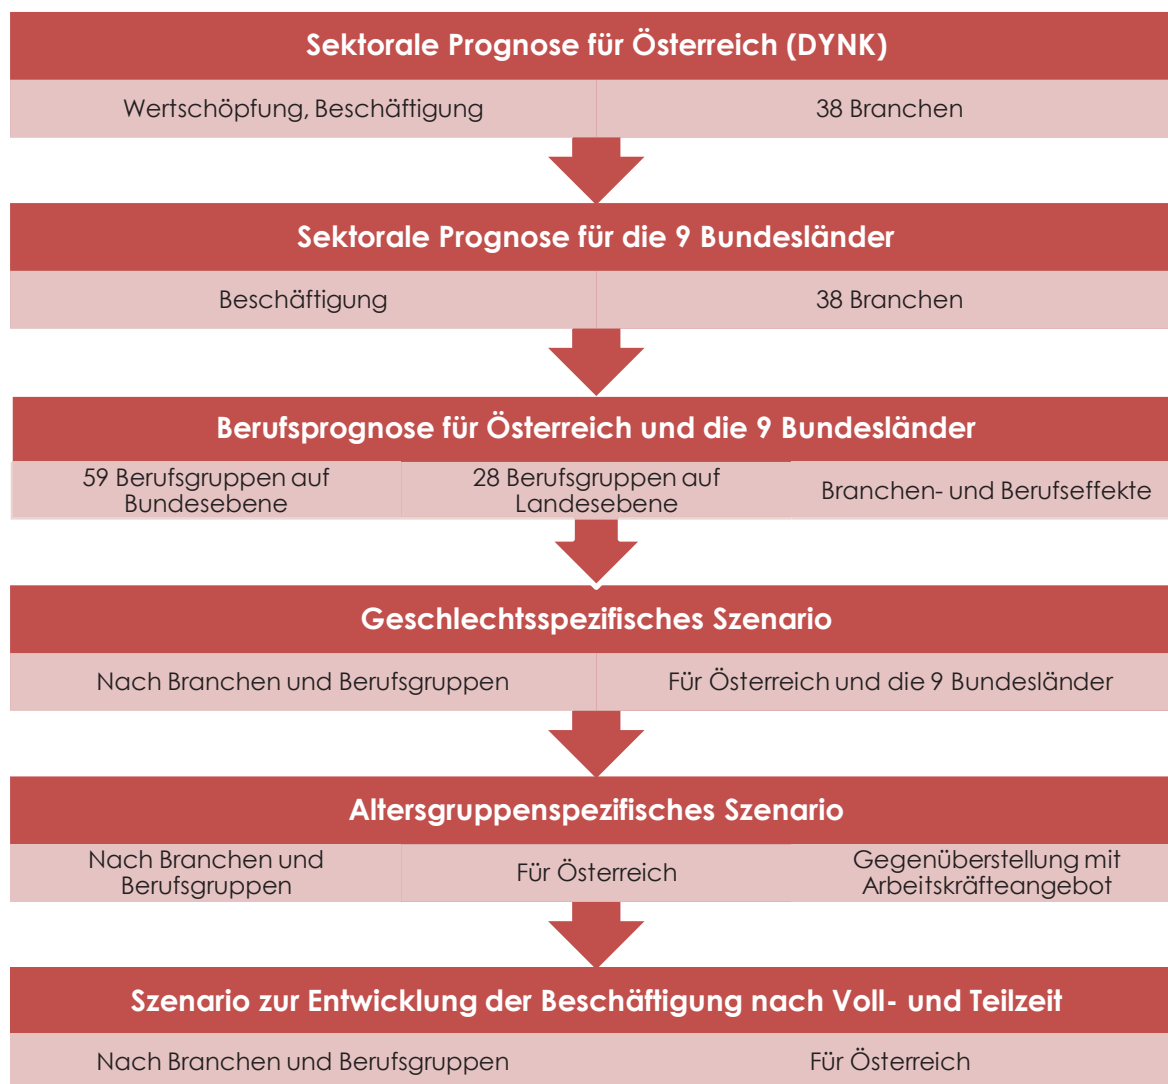 Sektorale Prognose für Österreich (DYNK)
Wertschöpfung, Beschäftigung
38 Branchen
Sektorale Prognose für die 9 Bundesländer
Beschäftigung
38 Branchen
Berufsprognose für Österreich und die 9 Bundesländer
59 Berufsgruppen auf
Bundesebene
28 Berufsgruppen auf
Landesebene
Branchen- und Berufseffekte
Geschlechtsspezifisches Szenario
Nach Branchen und Berufsgruppen
Für Österreich und die 9 Bundesländer
Altersgruppenspezifisches Szenario
Nach Branchen und
Berufsgruppen
Für Österreich
Gegenüberstellung mit
Arbeitskräfteangebot
Szenario zur Entwicklung der Beschäftigung nach Voll- und Teilzeit
Nach Branchen und Berufsgruppen
Für Österreich